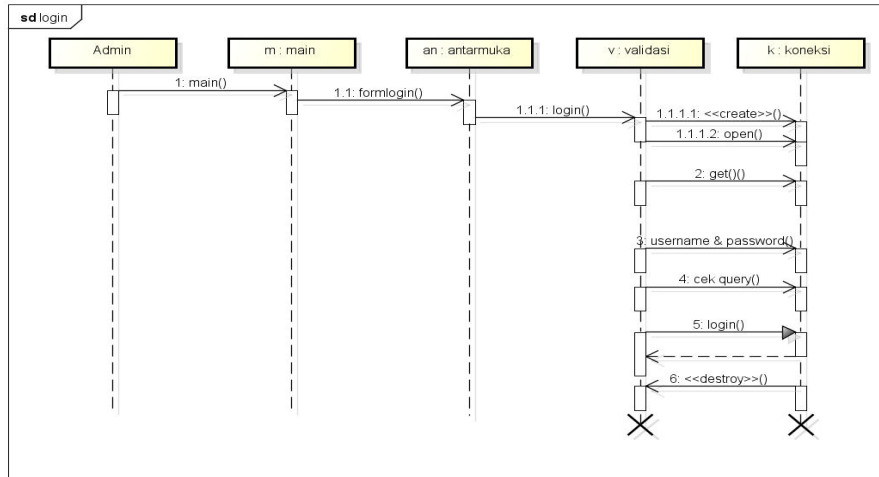 sd login
Admin
m : main
an : antarmuka
v : validasi
k : koneksi
1: main()
1.1: formlogin()
1.1.1: login()
1.1.1.1: <<create>>()
1.1.1.2: open()
2: get()()
3: username & password()
4: cek query()
5: login()
6: <<destroy>>()